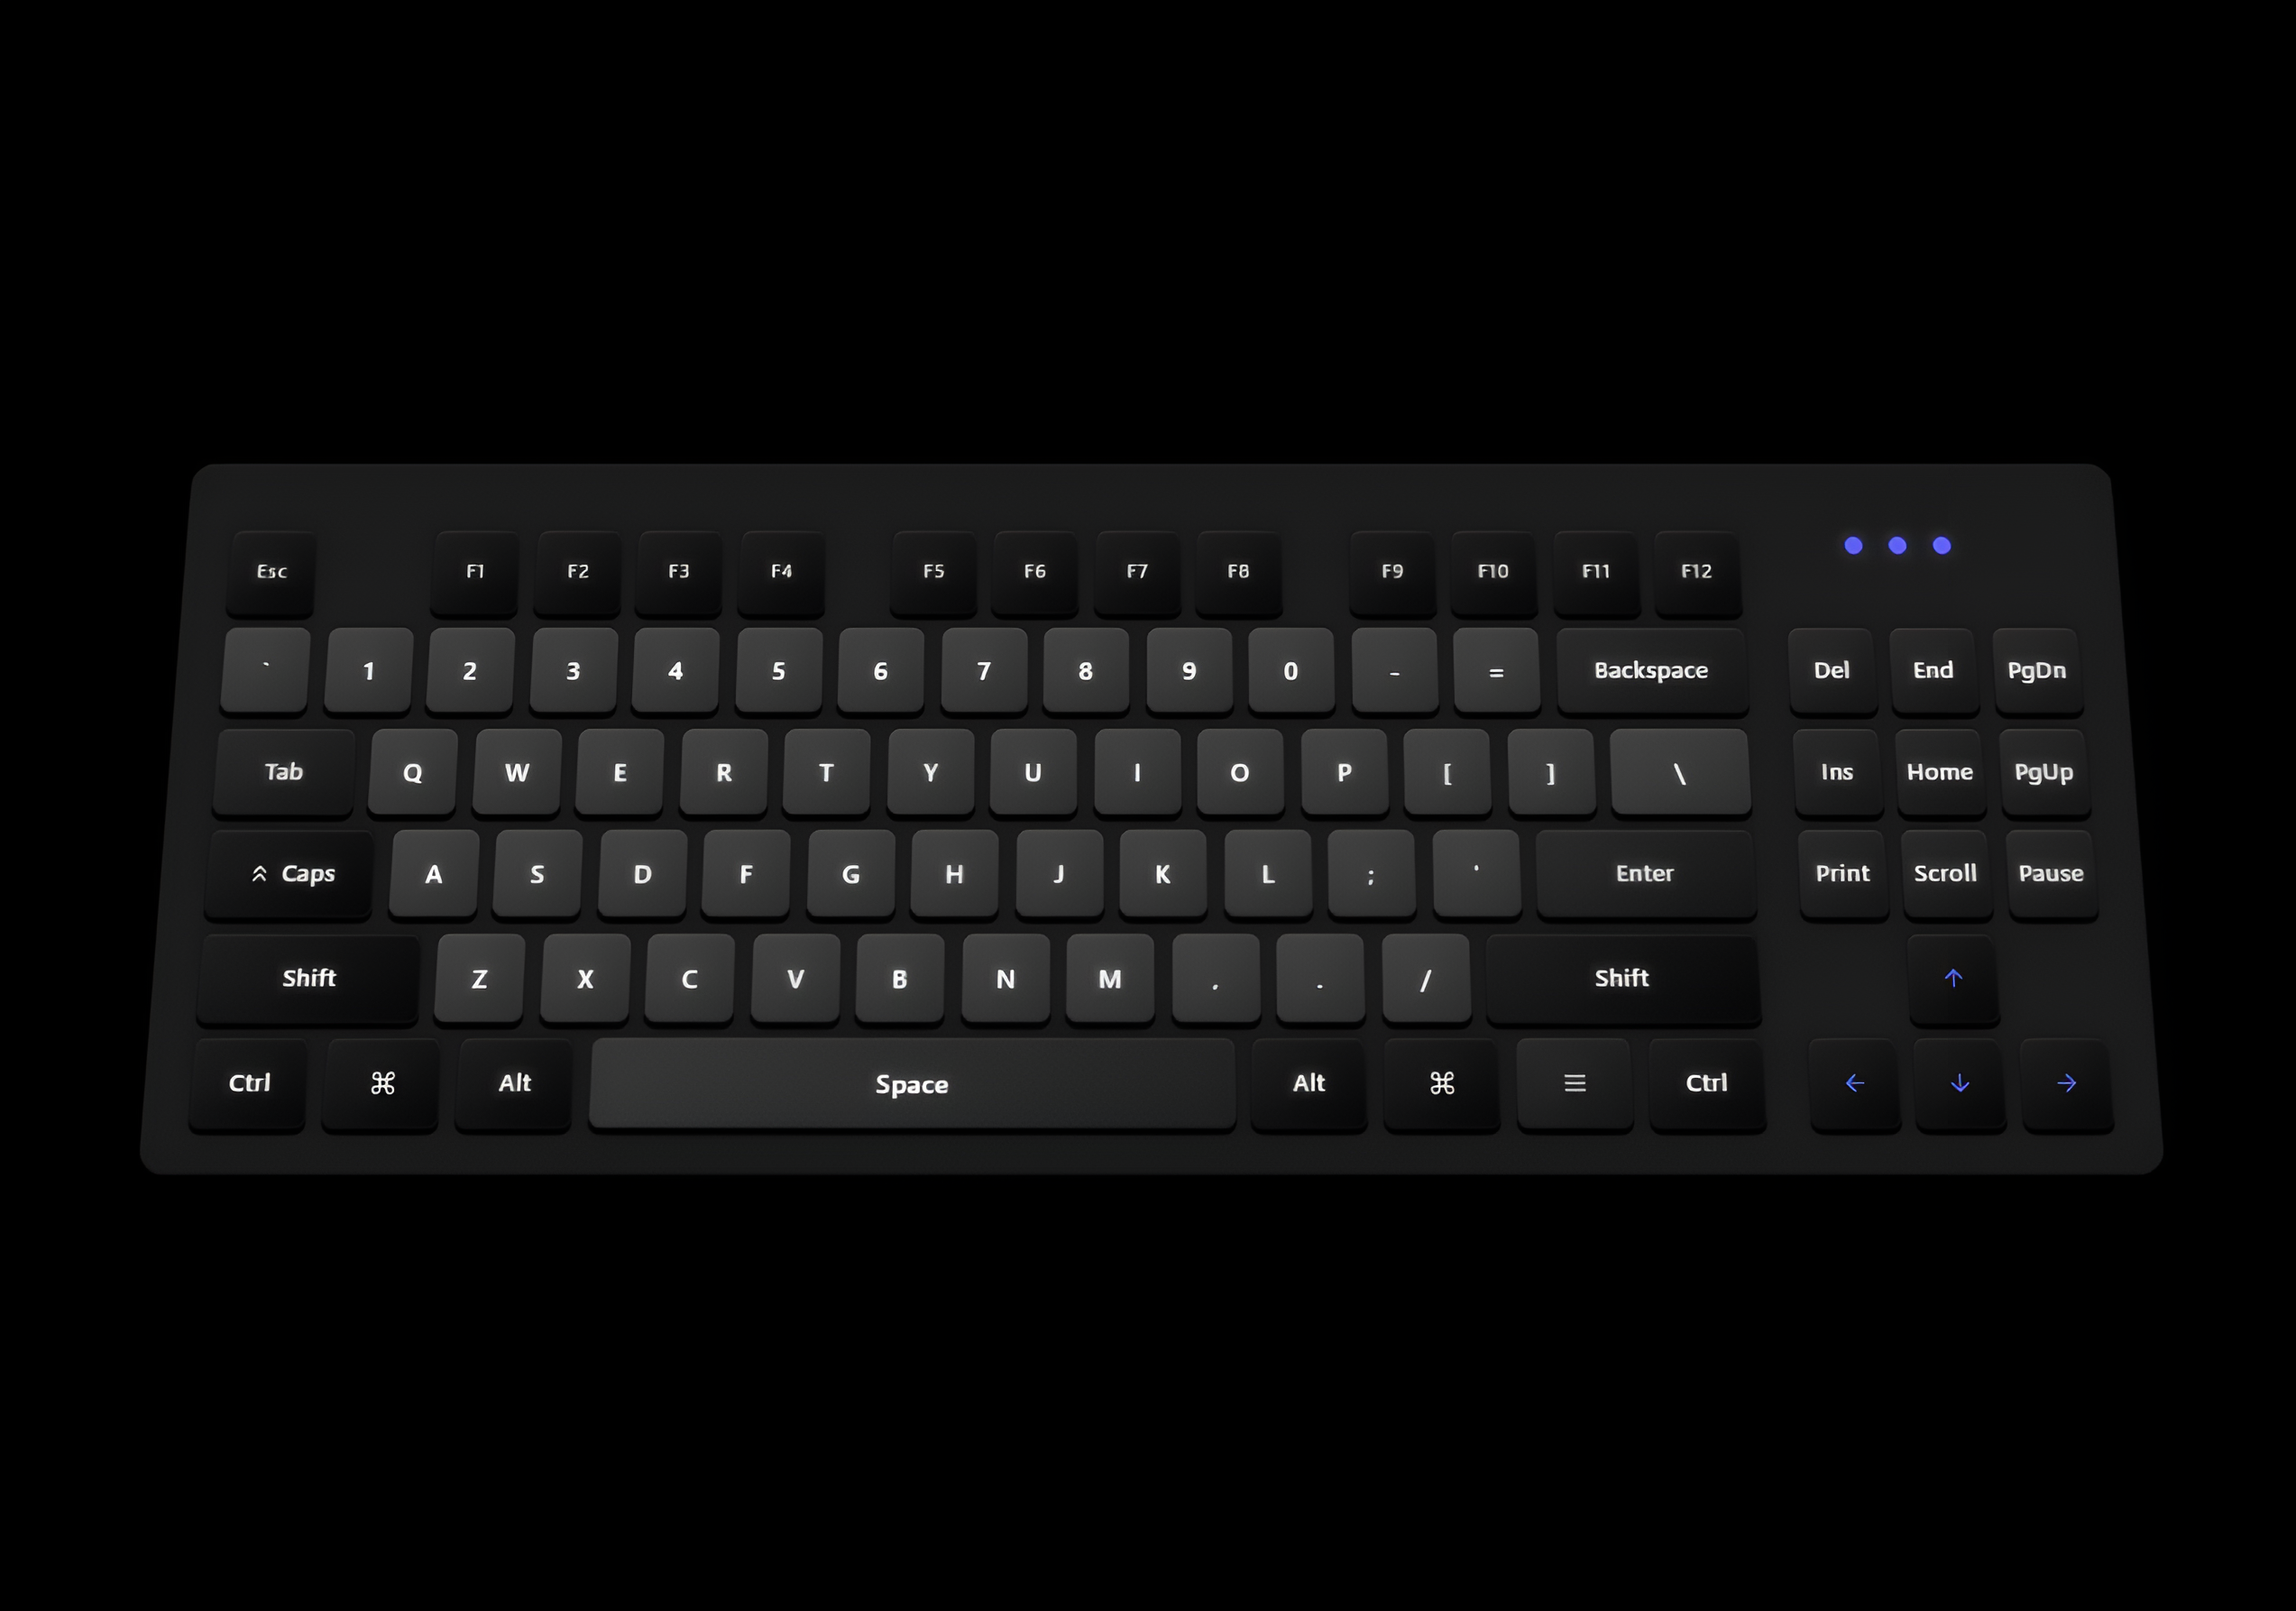 Esc F1 F2 F3 F4 F5 F6 F7 F8 F9 F10 F11 F12
` 1 2 3 4 5 6 7 8 9 0 - = Backspace Del End PgDn
Tab Q W E R T Y U I O P [ ] \ Ins Home PgUp
Caps A S D F G H J K L ; ' Enter Print Scroll Pause
Shift Z X C V B N M , . / Shift ↑
Ctrl ⌘ Alt Space Alt ⌘ ☰ Ctrl ← ↓ →